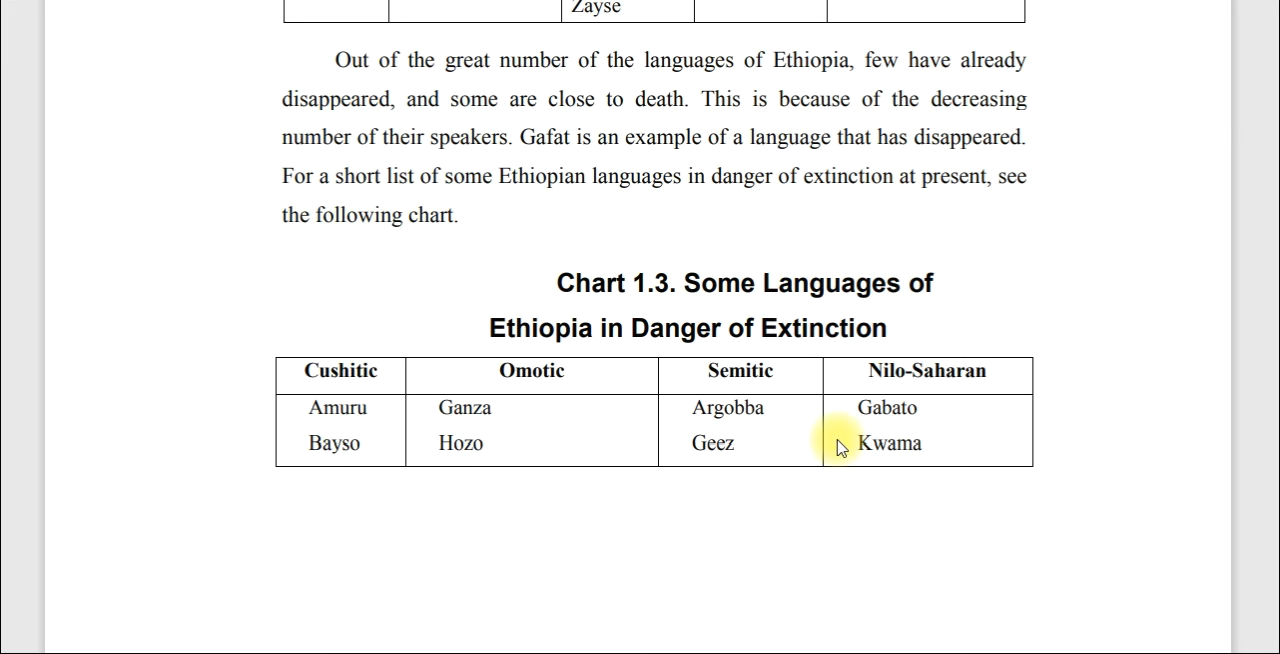 Zayse
Out of the great number of the languages of Ethiopia, few have already
disappeared, and some are close to death. This is because of the decreasing
number of their speakers. Gafat is an example of a language that has disappeared.
For a short list of some Ethiopian languages in danger of extinction at present, see
the following chart.
Chart 1.3. Some Languages of
Ethiopia in Danger of Extinction
Cushitic Omotic Semitic Nilo-Saharan
Amuru Ganza Argobba Gabato
Bayso Hozo Geez Kwama